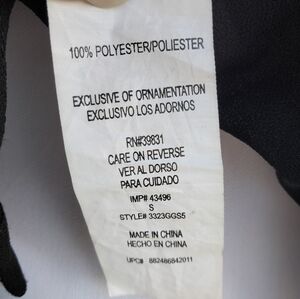 100% POLYESTER/POLIESTER
EXCLUSIVE OF ORNAMENTATION
EXCLUSIVO LOS ADORNOS
RN#39831
CARE ON REVERSE
VER AL DORSO
PARA CUIDADO
IMP# 43496
S
STYLE# 3323GGS5
MADE IN CHINA
HECHO EN CHINA
UPC# 882486842011